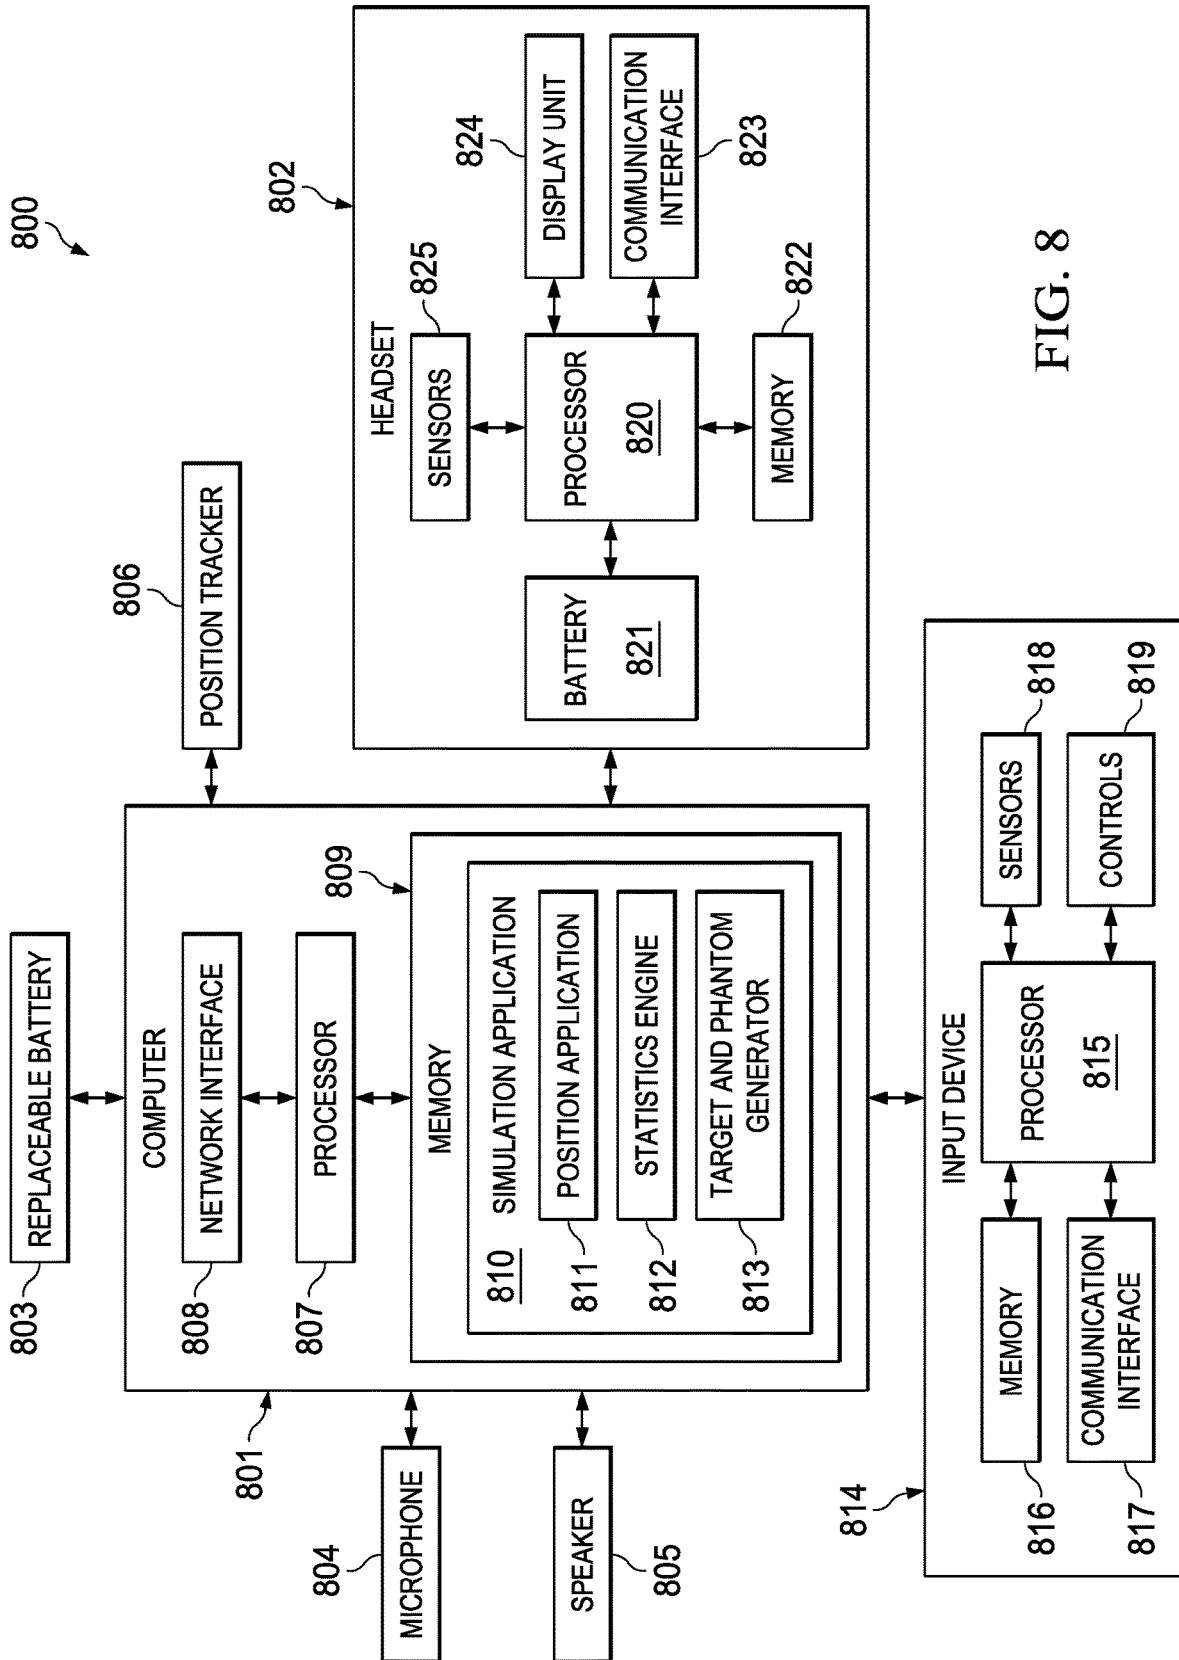 800
REPLACEABLE BATTERY
803
806
POSITION TRACKER
802
801
COMPUTER
NETWORK INTERFACE
808
PROCESSOR
807
809
MEMORY
SIMULATION APPLICATION
810
POSITION APPLICATION
811
STATISTICS ENGINE
812
TARGET AND PHANTOM
GENERATOR
813
804
MICROPHONE
SPEAKER
805
HEADSET
SENSORS
825
824
DISPLAY UNIT
BATTERY
821
PROCESSOR
820
COMMUNICATION
INTERFACE
823
MEMORY
822
814
INPUT DEVICE
MEMORY
816
PROCESSOR
815
SENSORS
818
COMMUNICATION
INTERFACE
817
CONTROLS
819
FIG. 8